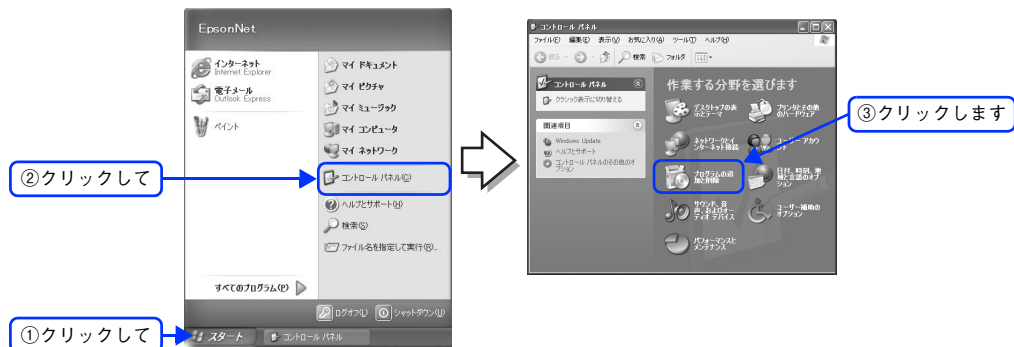 EpsonNet
インターネット
Internet Explorer
電子メール
Outlook Express
ペイント
すべてのプログラム(P)
マイ ドキュメント
マイ ピクチャ
マイ ミュージック
マイ コンピュータ
マイ ネットワーク
コントロール パネル(C)
ヘルプとサポート(H)
検索(S)
ファイル名を指定して実行(R)...
ログオフ(L)
シャットダウン(U)
スタート
コントロール パネル
①クリックして
②クリックして
コントロール パネル
ファイル(F) 編集(E) 表示(V) お気に入り(A) ツール(T) ヘルプ(H)
戻る
検索
フォルダ
コントロール パネル
クラシック表示に切り替える
関連項目
Windows Update
ヘルプとサポート
コントロール パネルのその他のオ
プション
作業する分野を選びます
デスクトップの表
示とテーマ
プリンタとその他
のハードウェア
ネットワークとイ
ンターネット接続
ユーザー アカウ
ント
プログラムの追
加と削除
日付、時刻、地
域と言語のオプ
ション
サウンド、音
声、およびオー
ディオ デバイス
ユーザー補助の
オプション
パフォーマンスと
メンテナンス
③クリックします